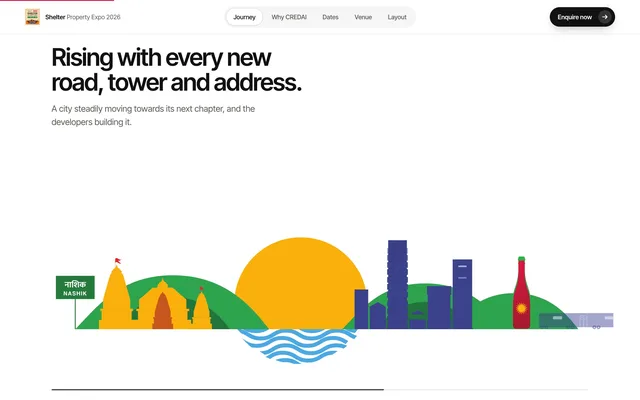 Shelter Property Expo 2026
Journey
Why CREDAI
Dates
Venue
Layout
Enquire now
Rising with every new
road, tower and address.
A city steadily moving towards its next chapter, and the
developers building it.
नाशिक
NASHIK